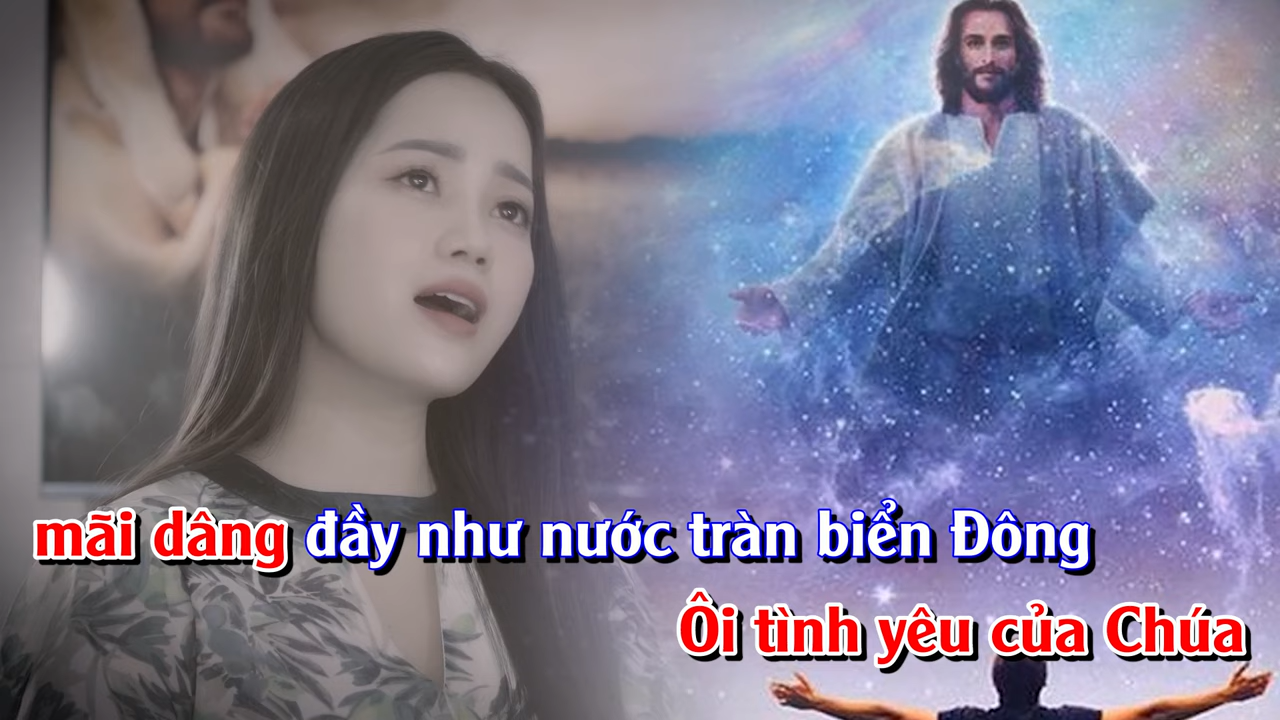 mãi dâng đầy như nước tràn biển Đông
Ôi tình yêu của Chúa